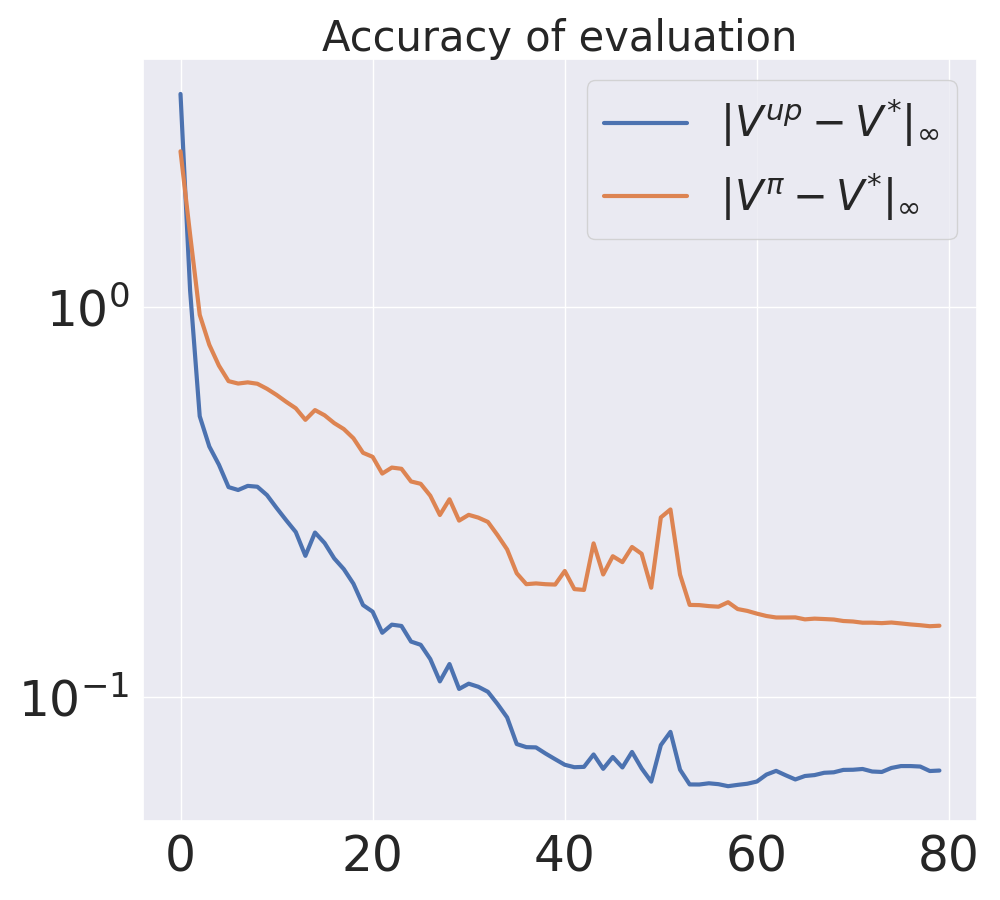 Accuracy of evaluation
|V^{up} − V^*|_∞
|V^π − V^*|_∞
10^0
10^{−1}
0 20 40 60 80